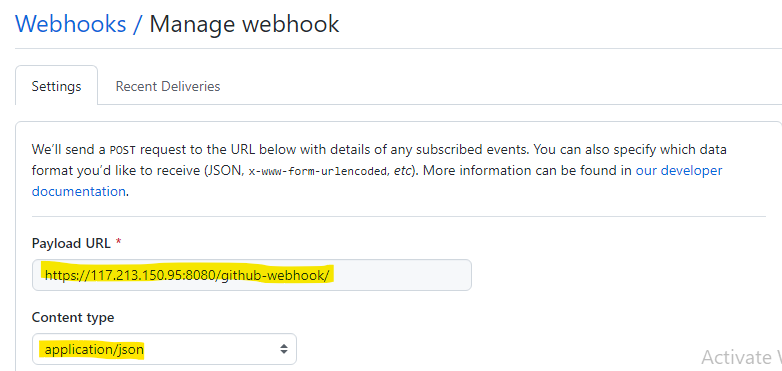 Webhooks / Manage webhook
Settings
Recent Deliveries
We'll send a POST request to the URL below with details of any subscribed events. You can also specify which data
format you'd like to receive (JSON, x-www-form-urlencoded, etc). More information can be found in our developer
documentation.
Payload URL *
https://117.213.150.95:8080/github-webhook/
Content type
application/json
Activate